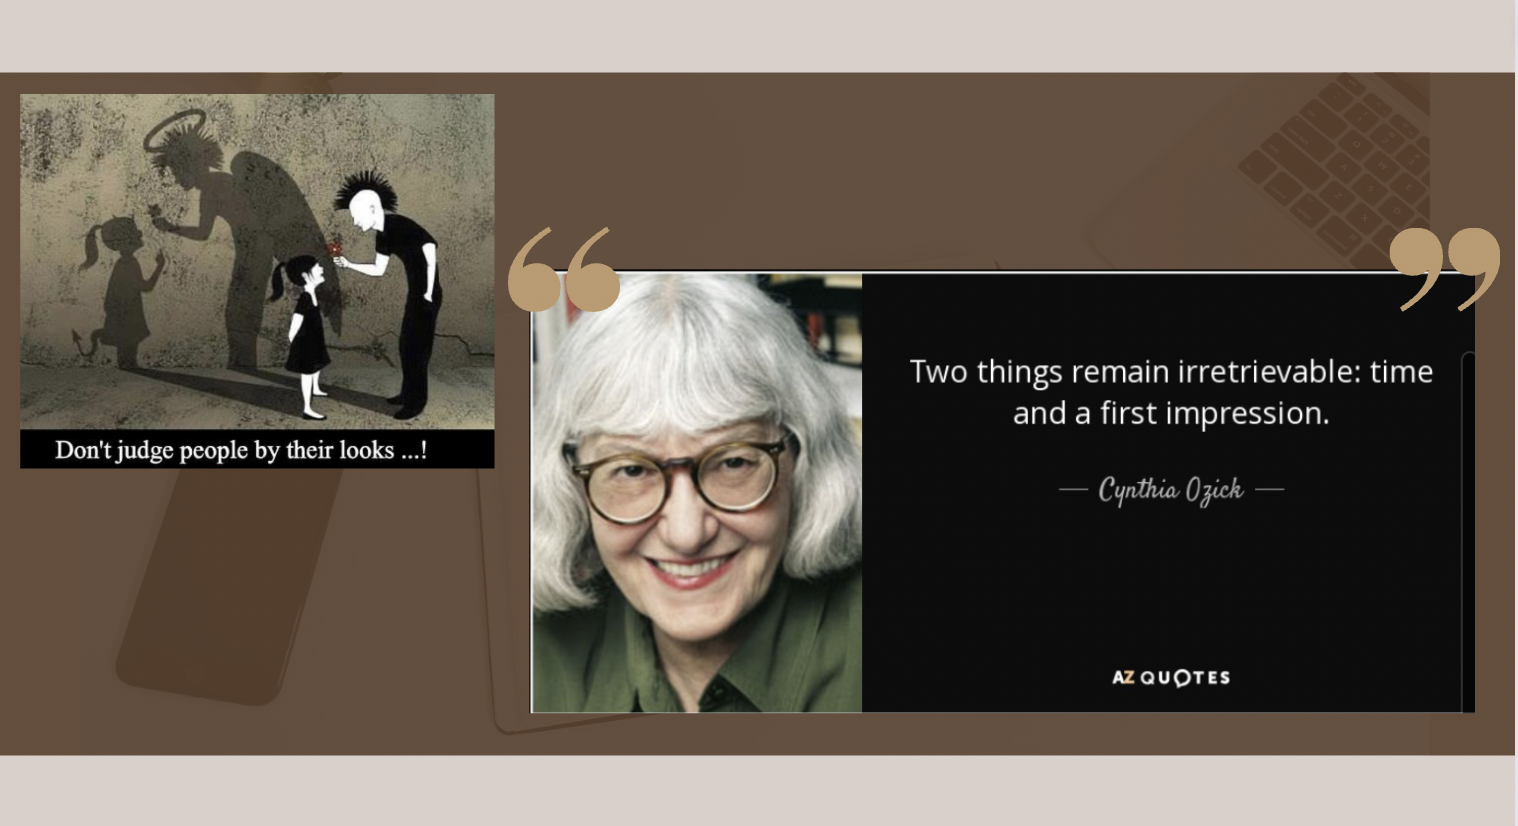 Don't judge people by their looks ...!
“ ”
Two things remain irretrievable: time
and a first impression.
— Cynthia Ozick —
AZ QUOTES